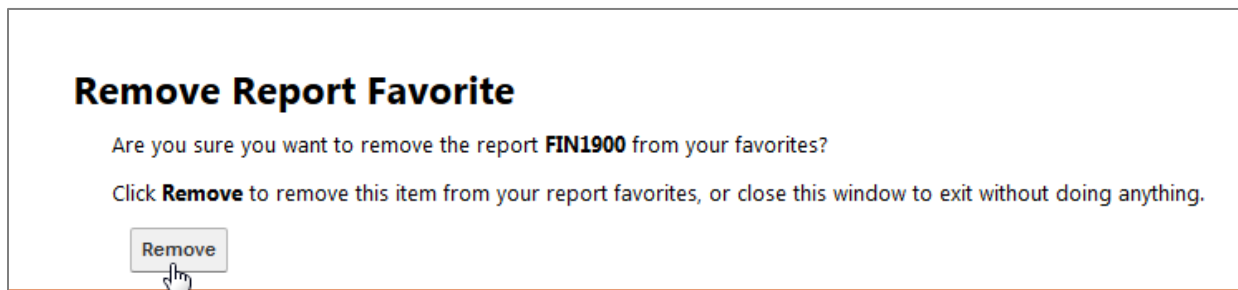 Remove Report Favorite
Are you sure you want to remove the report FIN1900 from your favorites?
Click Remove to remove this item from your report favorites, or close this window to exit without doing anything.
Remove